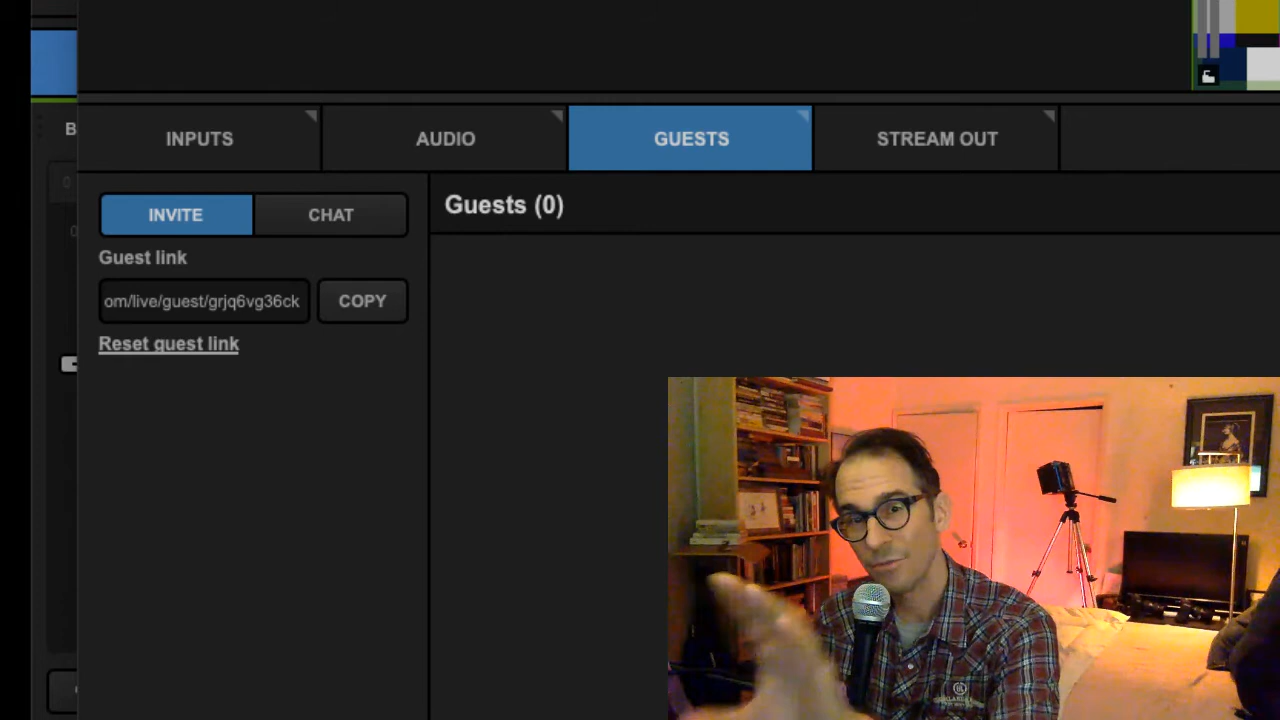 B
INPUTS
AUDIO
GUESTS
STREAM OUT
0
INVITE
CHAT
Guests (0)
Guest link
om/live/guest/grjq6vg36ck
COPY
Reset guest link